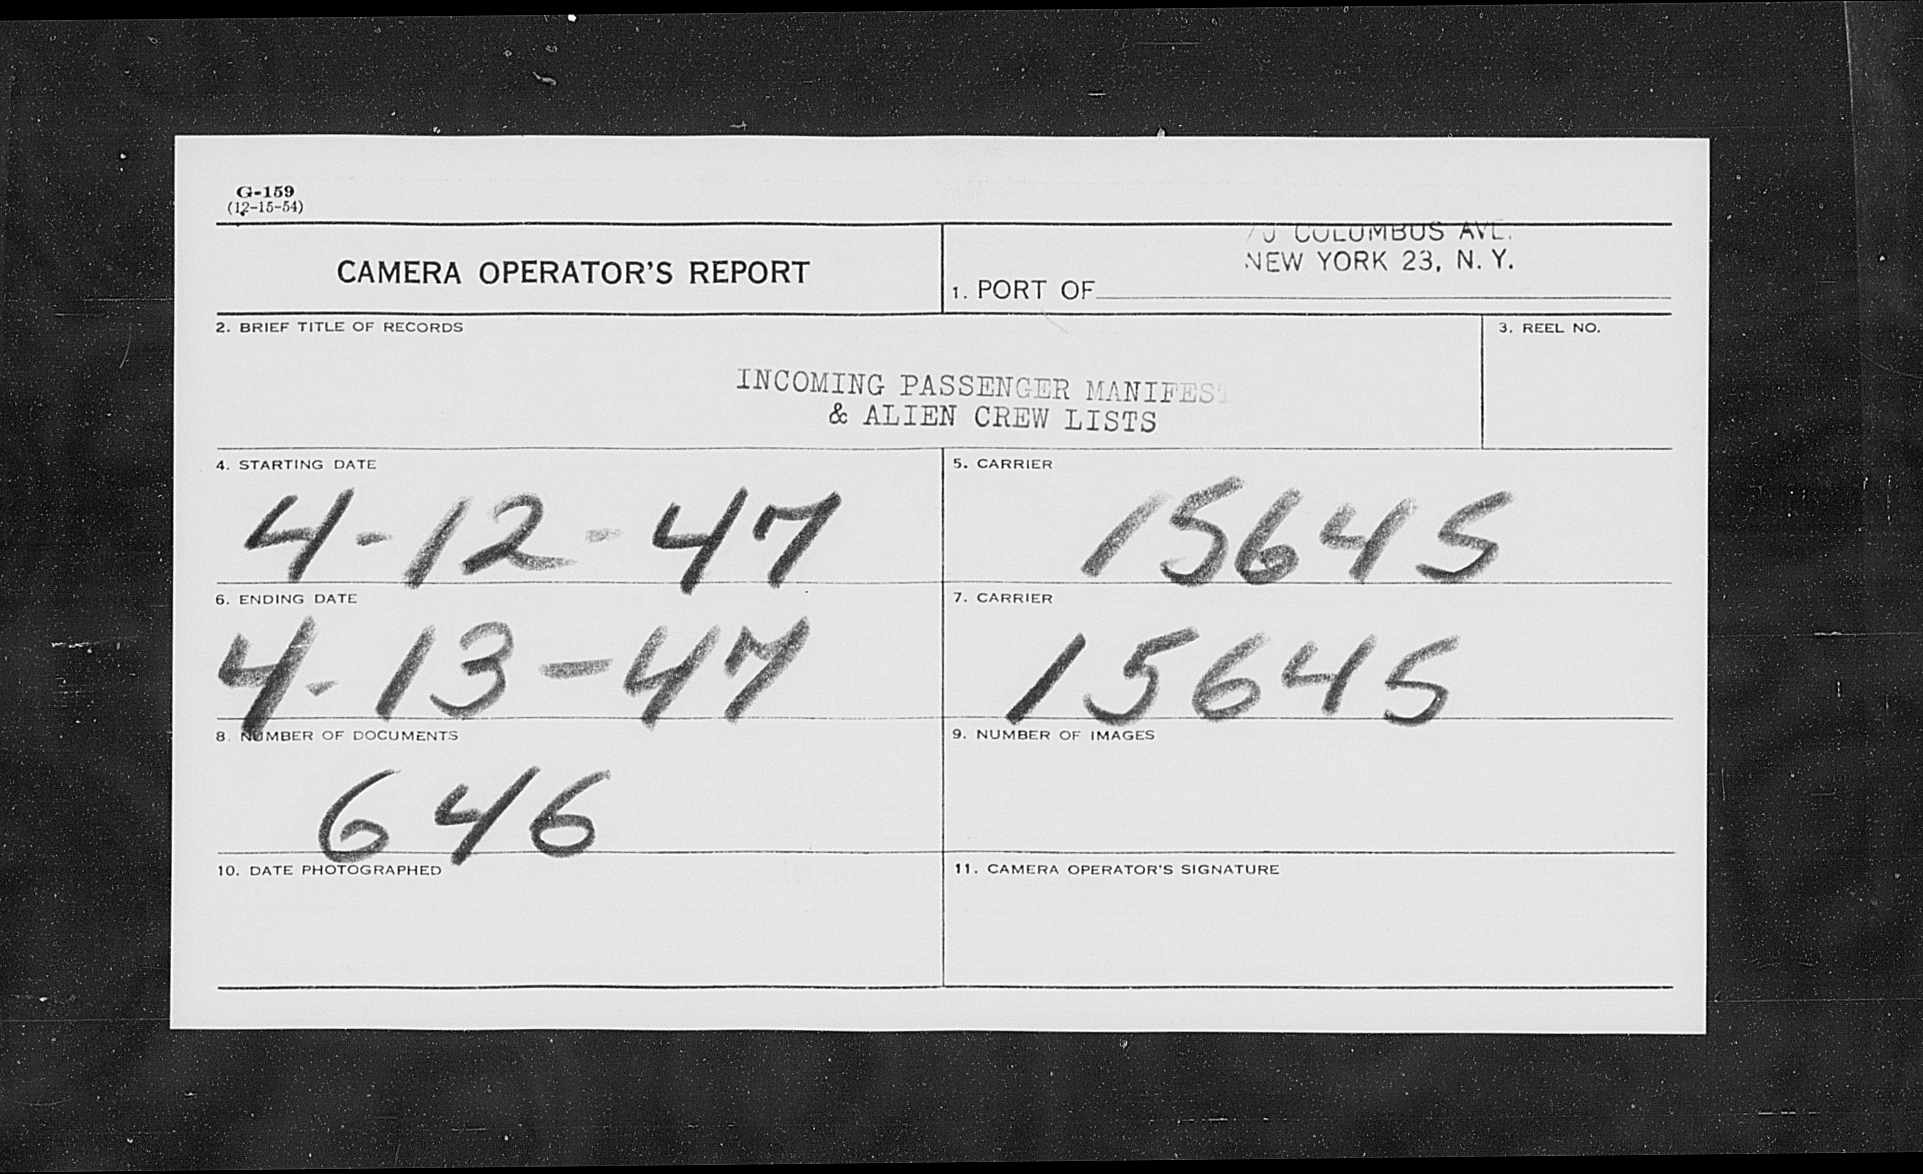 G-159
(12-15-54)
CAMERA OPERATOR'S REPORT
COLUMBUS AVE.
NEW YORK 23, N. Y.
1. PORT OF
2. BRIEF TITLE OF RECORDS
3. REEL NO.
INCOMING PASSENGER MANIFEST
& ALIEN CREW LISTS
4. STARTING DATE
5. CARRIER
4-12-47
15645
6. ENDING DATE
7. CARRIER
4-13-47
15645
8. NUMBER OF DOCUMENTS
9. NUMBER OF IMAGES
646
10. DATE PHOTOGRAPHED
11. CAMERA OPERATOR'S SIGNATURE